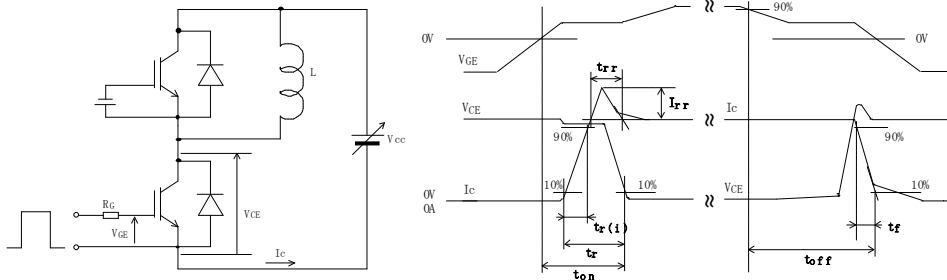 L
Vcc
RG
VGE
VCE
Ic
0V
VGE
trr
Irr
VCE
90%
0V
0A
Ic
10%
10%
tr(i)
tr
ton
90%
0V
Ic
90%
VCE
10%
tf
toff